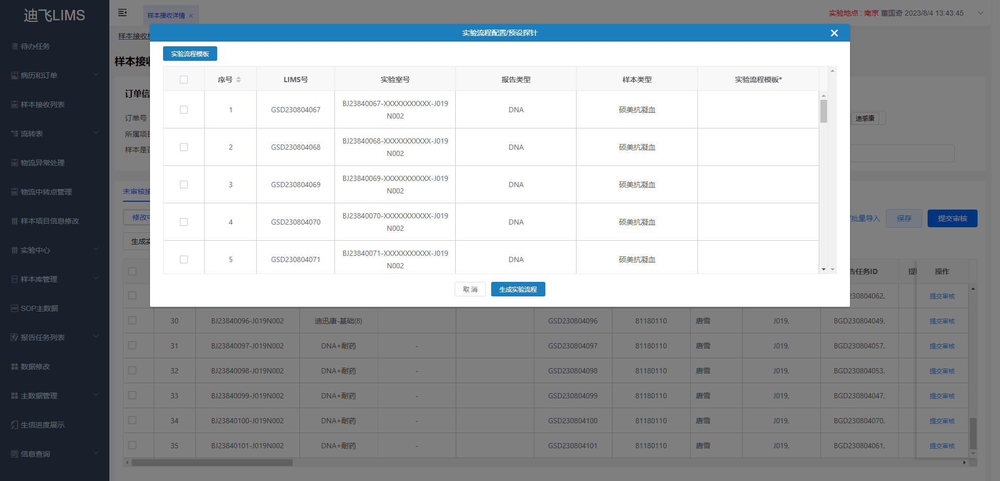 迪飞LIMS
待办任务
病历和订单
样本接收列表
流转表
物流异常处理
物流中转点管理
样本项目信息修改
实验中心
样本库管理
SOP主数据
报告任务列表
数据修改
主数据管理
生信进度展示
信息查询
样本接收详情 ×
实验地点 : 南京 董国奇 2023/8/4 13:43:45
样本接收
样本接收
订单信
订单号
所属项目
样本是否
迪感康
未审核接
修改中
批量导入 保存 提交审核
生成实
实验流程配置/预设探针
实验流程模板
序号 LIMS号 实验室号 报告类型 样本类型 实验流程模板*
1 GSD230804067 BJ23840067-XXXXXXXXXXX-J019 DNA 硕美抗凝血
N002
2 GSD230804068 BJ23840068-XXXXXXXXXXX-J019 DNA 硕美抗凝血
N002
3 GSD230804069 BJ23840069-XXXXXXXXXXX-J019 DNA 硕美抗凝血
N002
4 GSD230804070 BJ23840070-XXXXXXXXXXX-J019 DNA 硕美抗凝血
N002
5 GSD230804071 BJ23840071-XXXXXXXXXXX-J019 DNA 硕美抗凝血
N002
取 消 生成实验流程
告任务ID 操作
230804062, 提交审核
30 BJ23840096-J019N002 迪迅康-基础(8) GSD230804096 81180110 唐雪 J019, BGD230804049, 提交审核
31 BJ23840097-J019N002 DNA+耐药 - GSD230804097 81180110 唐雪 J019, BGD230804057, 提交审核
32 BJ23840098-J019N002 DNA+耐药 - GSD230804098 81180110 唐雪 J019, BGD230804053, 提交审核
33 BJ23840099-J019N002 DNA+耐药 - GSD230804099 81180110 唐雪 J019, BGD230804047, 提交审核
34 BJ23840100-J019N002 DNA+耐药 - GSD230804100 81180110 唐雪 J019, BGD230804070, 提交审核
35 BJ23840101-J019N002 DNA+耐药 - GSD230804101 81180110 唐雪 J019, BGD230804061, 提交审核